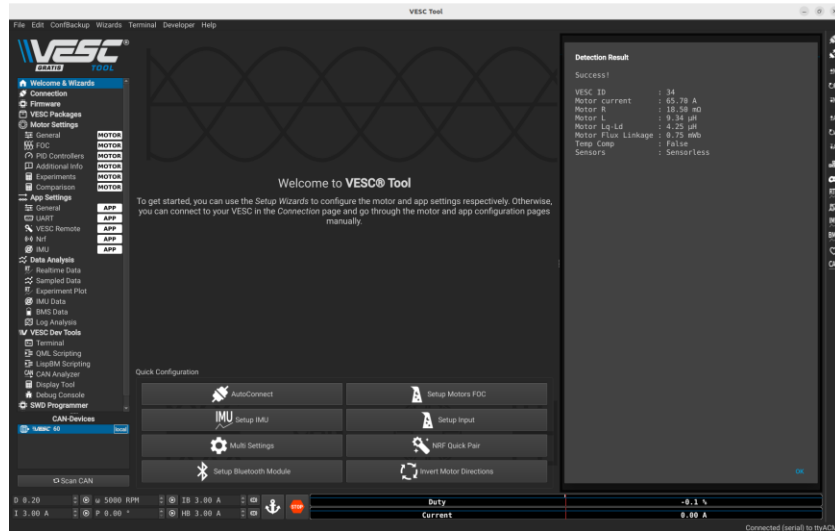 VESC Tool
File Edit ConfBackup Wizards Terminal Developer Help
VESC®
GRATIS TOOL
Welcome & Wizards
Connection
Firmware
VESC Packages
Motor Settings
General MOTOR
FOC MOTOR
PID Controllers MOTOR
Additional Info MOTOR
Experiments MOTOR
Comparison MOTOR
App Settings
General APP
UART APP
VESC Remote APP
Nrf APP
IMU APP
Data Analysis
Realtime Data
Sampled Data
Experiment Plot
IMU Data
BMS Data
Log Analysis
VESC Dev Tools
Terminal
QML Scripting
LispBM Scripting
CAN Analyzer
Display Tool
Debug Console
SWD Programmer
CAN-Devices
VESC 60 local
Scan CAN
Welcome to VESC® Tool
To get started, you can use the Setup Wizards to configure the motor and app settings respectively. Otherwise,
you can connect to your VESC in the Connection page and go through the motor and app configuration pages
manually.
Quick Configuration
AutoConnect
Setup Motors FOC
IMU Setup IMU
Setup Input
Multi Settings
NRF Quick Pair
Setup Bluetooth Module
Invert Motor Directions
Detection Result
Success!
VESC ID : 34
Motor current : 65.70 A
Motor R : 18.50 mΩ
Motor L : 9.34 µH
Motor Lq-Ld : 4.25 µH
Motor Flux Linkage : 0.75 mWb
Temp Comp : False
Sensors : Sensorless
OK
D 0.20 ω 5000 RPM IB 3.00 A
I 3.00 A P 0.00 ° HB 3.00 A
STOP
Duty -0.1 %
Current 0.00 A